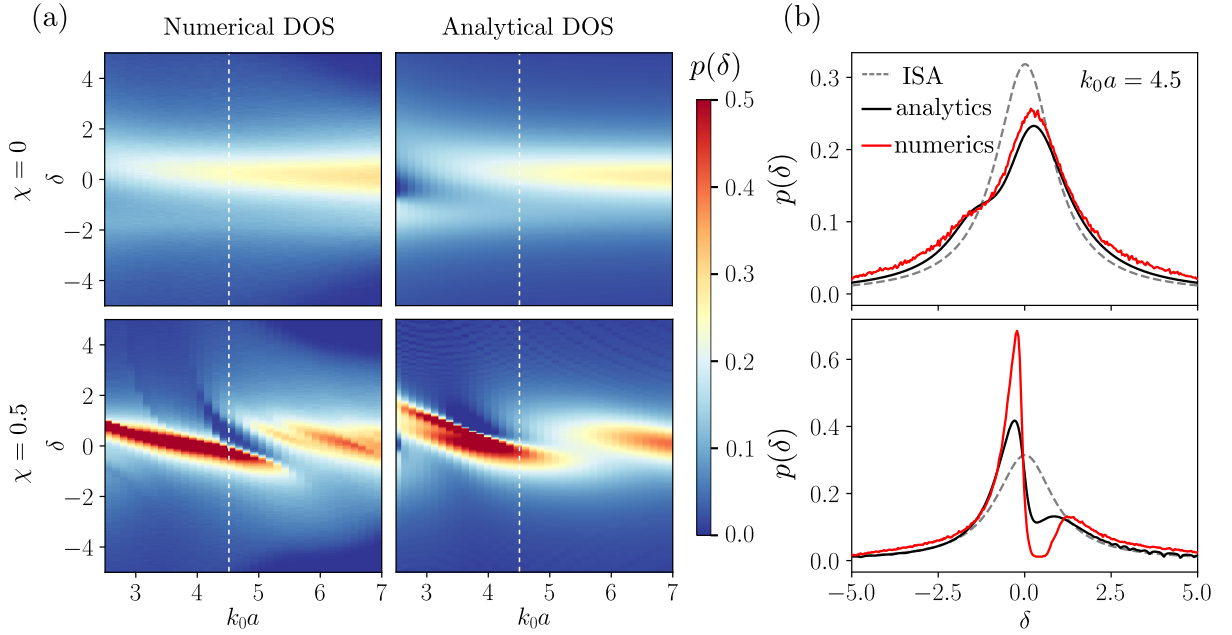 (a)
Numerical DOS
Analytical DOS
p(δ)
χ = 0
δ
4
2
0
−2
−4
χ = 0.5
δ
4
2
0
−2
−4
3 4 5 6 7
k₀a
3 4 5 6 7
k₀a
0.5
0.4
0.3
0.2
0.1
0.0
(b)
p(δ)
0.3
0.2
0.1
0.0
ISA
analytics
numerics
k₀a = 4.5
p(δ)
0.6
0.4
0.2
0.0
−5.0 −2.5 0.0 2.5 5.0
δ